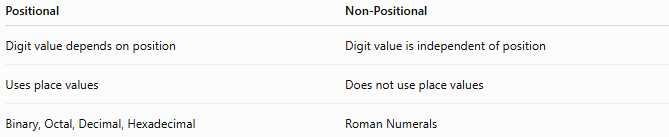 Positional Non-Positional
Digit value depends on position Digit value is independent of position
Uses place values Does not use place values
Binary, Octal, Decimal, Hexadecimal Roman Numerals